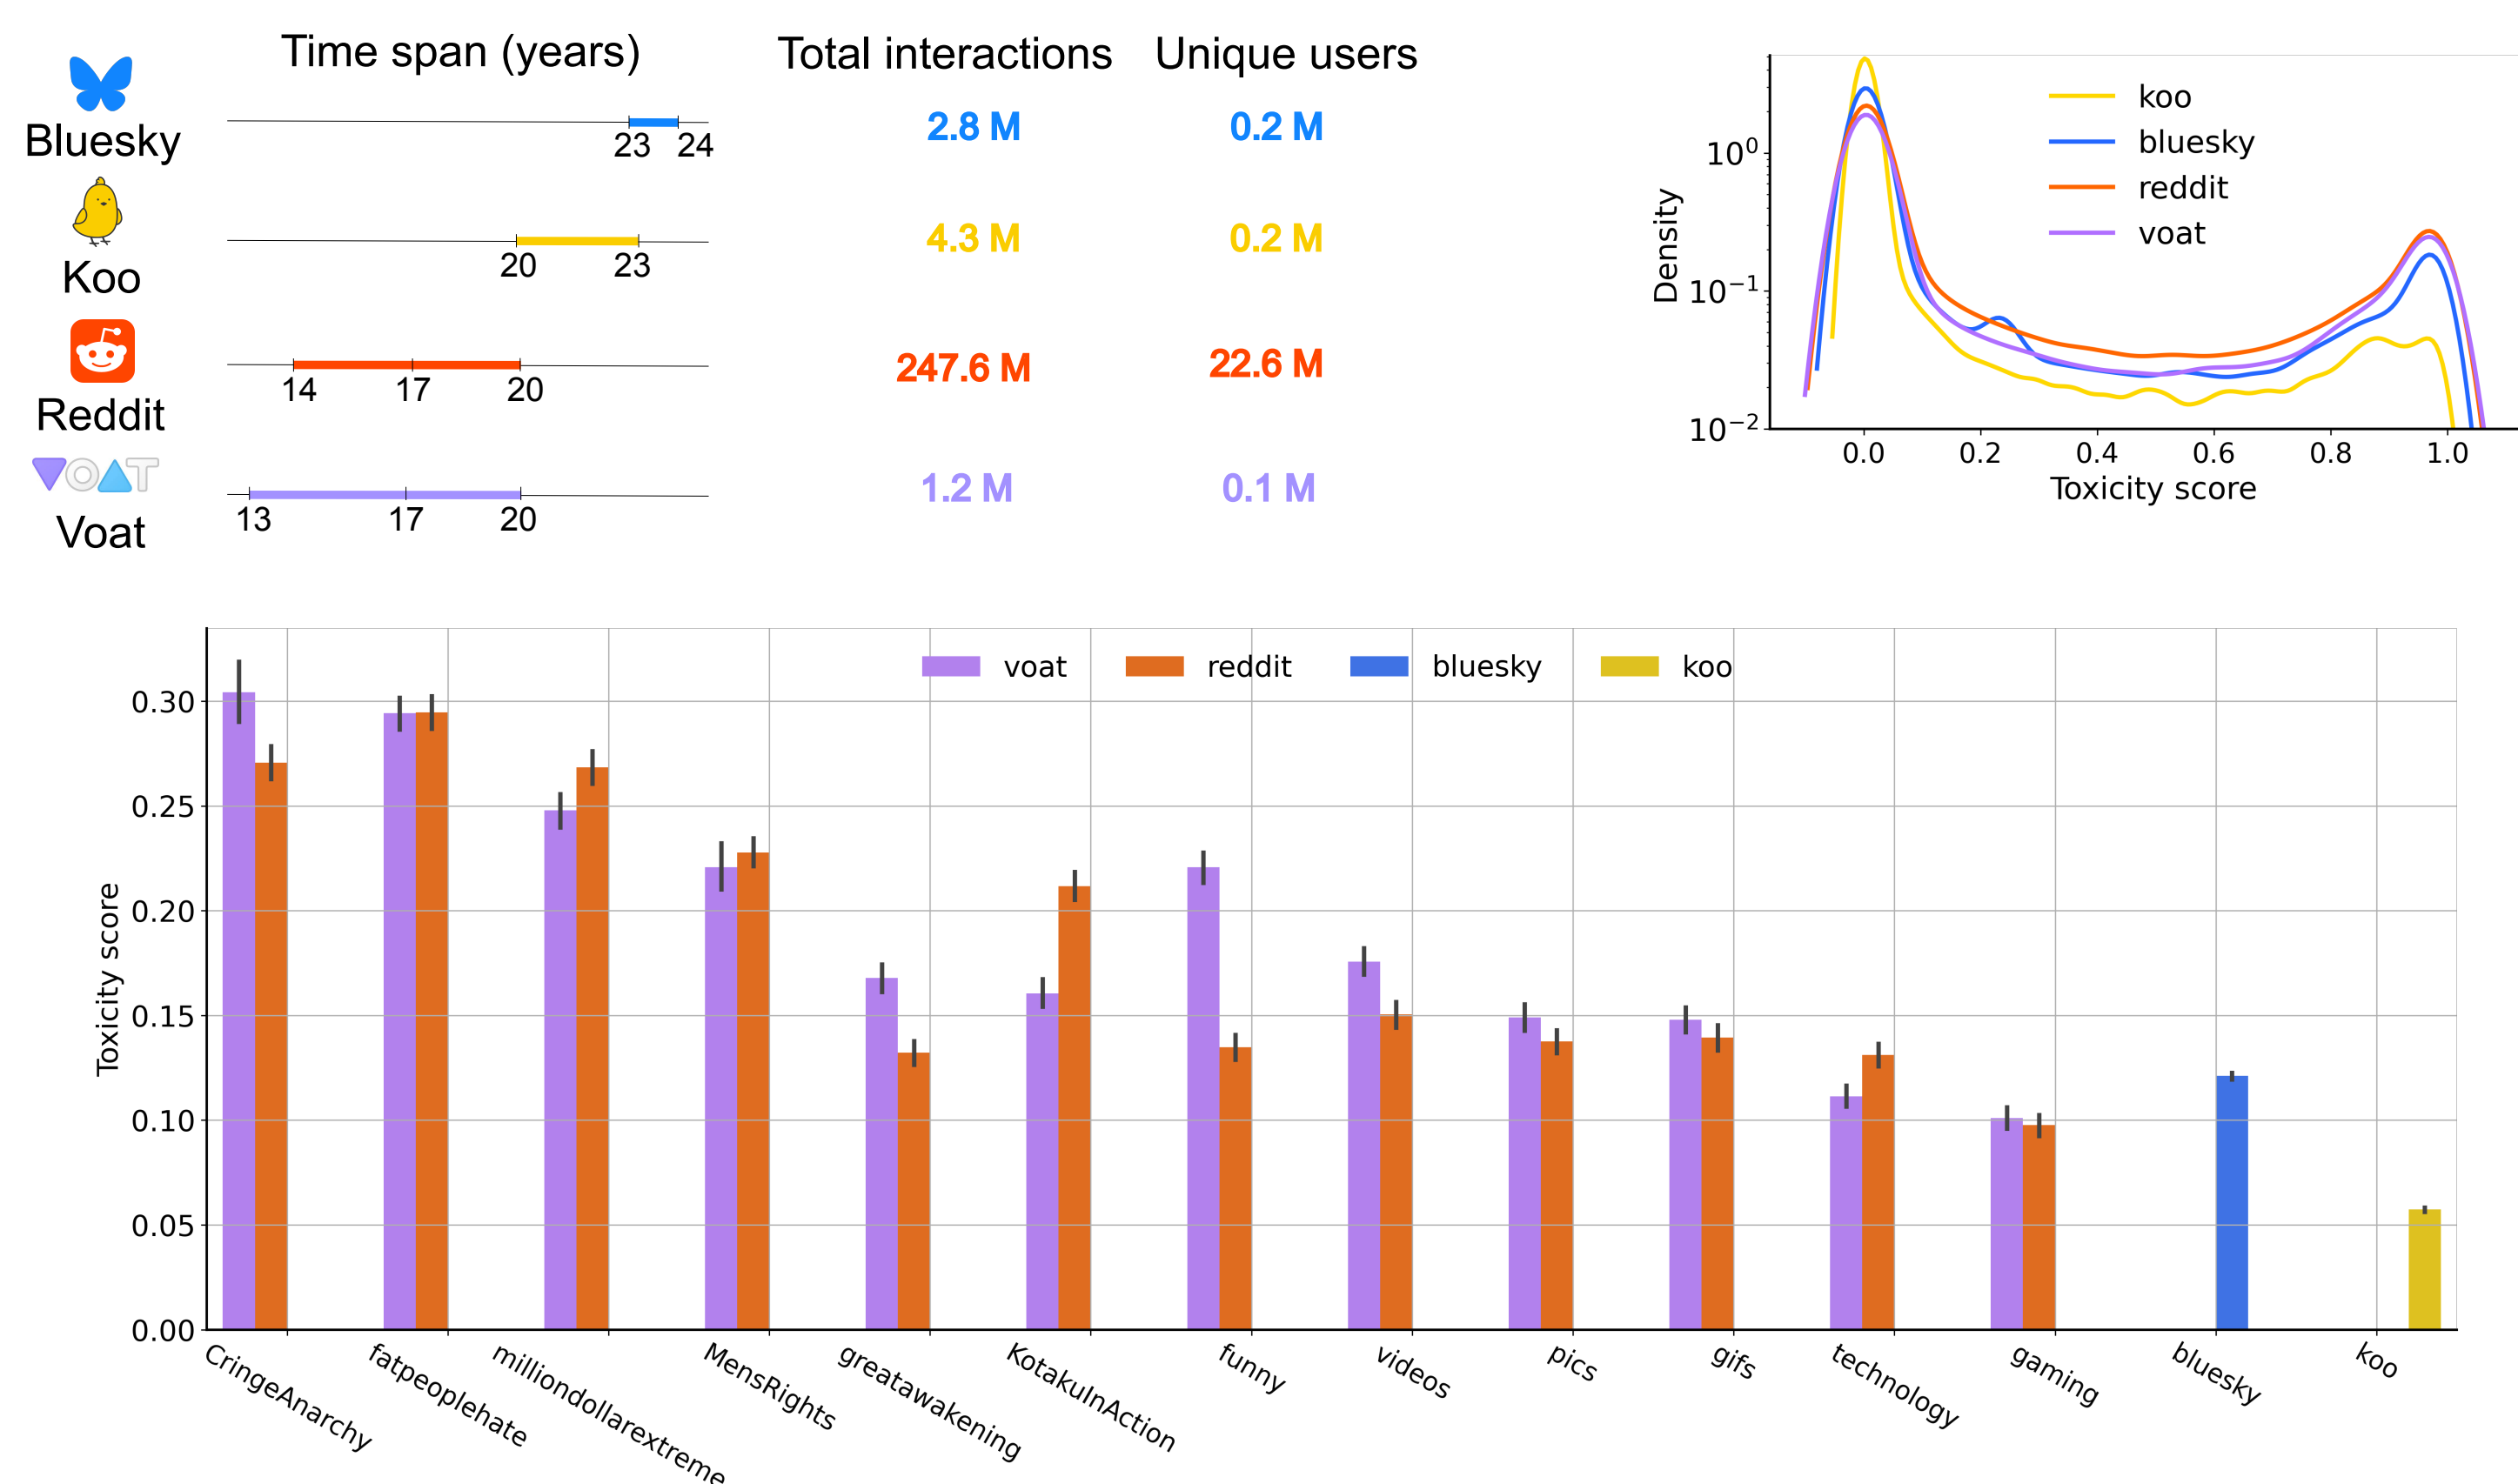 Time span (years)
Total interactions
Unique users
Bluesky
23 24
2.8 M
0.2 M
Koo
20 23
4.3 M
0.2 M
Reddit
14 17 20
247.6 M
22.6 M
VOAT
Voat
13 17 20
1.2 M
0.1 M
koo
bluesky
reddit
voat
Density
10⁰
10⁻¹
10⁻²
0.0 0.2 0.4 0.6 0.8 1.0
Toxicity score
voat reddit bluesky koo
Toxicity score
0.30
0.25
0.20
0.15
0.10
0.05
0.00
CringeAnarchy
fatpeoplehate
milliondollarextreme
MensRights
greatawakening
KotakuInAction
funny
videos
pics
gifs
technology
gaming
bluesky
koo